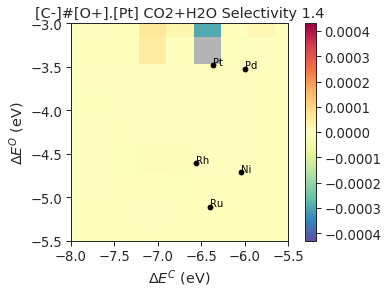 [C-]#[O+].[Pt] CO2+H2O Selectivity 1.4
ΔE^O (eV)
−3.0
−3.5
−4.0
−4.5
−5.0
−5.5
Pt
Pd
Rh
Ni
Ru
−8.0 −7.5 −7.0 −6.5 −6.0 −5.5
ΔE^C (eV)
0.0004
0.0003
0.0002
0.0001
0.0000
−0.0001
−0.0002
−0.0003
−0.0004